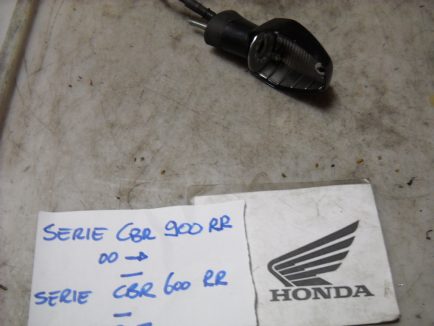 SERIE CBR 900 RR
00 →
SERIE CBR 600 RR
HONDA